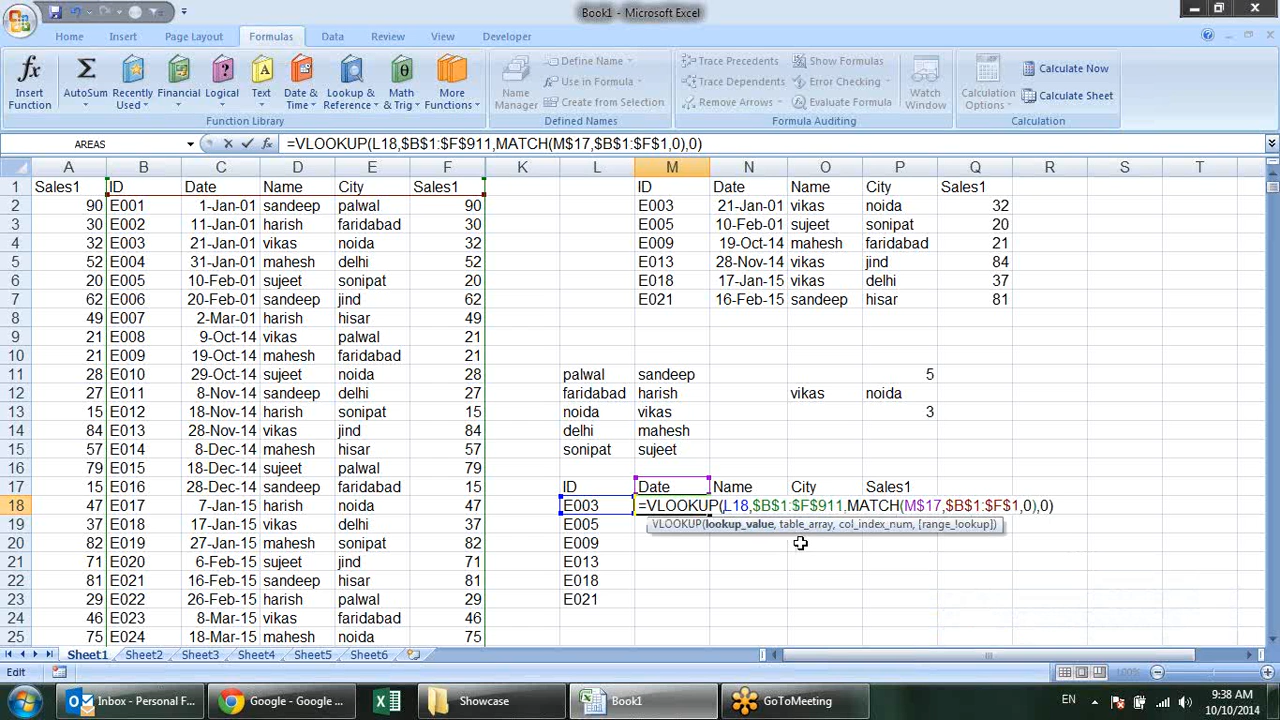 Book1 - Microsoft Excel
Home Insert Page Layout Formulas Data Review View Developer
Insert Function
AutoSum
Recently Used
Financial
Logical
Text
Date & Time
Lookup & Reference
Math & Trig
More Functions
Function Library
Name Manager
Define Name
Use in Formula
Create from Selection
Defined Names
Trace Precedents
Trace Dependents
Remove Arrows
Show Formulas
Error Checking
Evaluate Formula
Formula Auditing
Watch Window
Calculation Options
Calculate Now
Calculate Sheet
Calculation
AREAS =VLOOKUP(L18,$B$1:$F$911,MATCH(M$17,$B$1:$F$1,0),0)
A B C D E F K L M N O P Q R S T
1 Sales1 ID Date Name City Sales1 ID Date Name City Sales1
2 90 E001 1-Jan-01 sandeep palwal 90 E003 21-Jan-01 vikas noida 32
3 30 E002 11-Jan-01 harish faridabad 30 E005 10-Feb-01 sujeet sonipat 20
4 32 E003 21-Jan-01 vikas noida 32 E009 19-Oct-14 mahesh faridabad 21
5 52 E004 31-Jan-01 mahesh delhi 52 E013 28-Nov-14 vikas jind 84
6 20 E005 10-Feb-01 sujeet sonipat 20 E018 17-Jan-15 vikas delhi 37
7 62 E006 20-Feb-01 sandeep jind 62 E021 16-Feb-15 sandeep hisar 81
8 49 E007 2-Mar-01 harish hisar 49
9 21 E008 9-Oct-14 vikas palwal 21
10 21 E009 19-Oct-14 mahesh faridabad 21
11 28 E010 29-Oct-14 sujeet noida 28 palwal sandeep 5
12 27 E011 8-Nov-14 sandeep delhi 27 faridabad harish vikas noida
13 15 E012 18-Nov-14 harish sonipat 15 noida vikas 3
14 84 E013 28-Nov-14 vikas jind 84 delhi mahesh
15 57 E014 8-Dec-14 mahesh hisar 57 sonipat sujeet
16 79 E015 18-Dec-14 sujeet palwal 79
17 15 E016 28-Dec-14 sandeep faridabad 15 ID Date Name City Sales1
18 47 E017 7-Jan-15 harish noida 47 E003 =VLOOKUP(L18,$B$1:$F$911,MATCH(M$17,$B$1:$F$1,0),0)
19 37 E018 17-Jan-15 vikas delhi 37 E005 VLOOKUP(lookup_value, table_array, col_index_num, [range_lookup])
20 82 E019 27-Jan-15 mahesh sonipat 82 E009
21 71 E020 6-Feb-15 sujeet jind 71 E013
22 81 E021 16-Feb-15 sandeep hisar 81 E018
23 29 E022 26-Feb-15 harish palwal 29 E021
24 46 E023 8-Mar-15 vikas faridabad 46
25 75 E024 18-Mar-15 mahesh noida 75
Sheet1 Sheet2 Sheet3 Sheet4 Sheet5 Sheet6
Edit 100%
Inbox - Personal F... Google - Google ... Showcase Book1 GoToMeeting EN 9:38 AM
10/10/2014